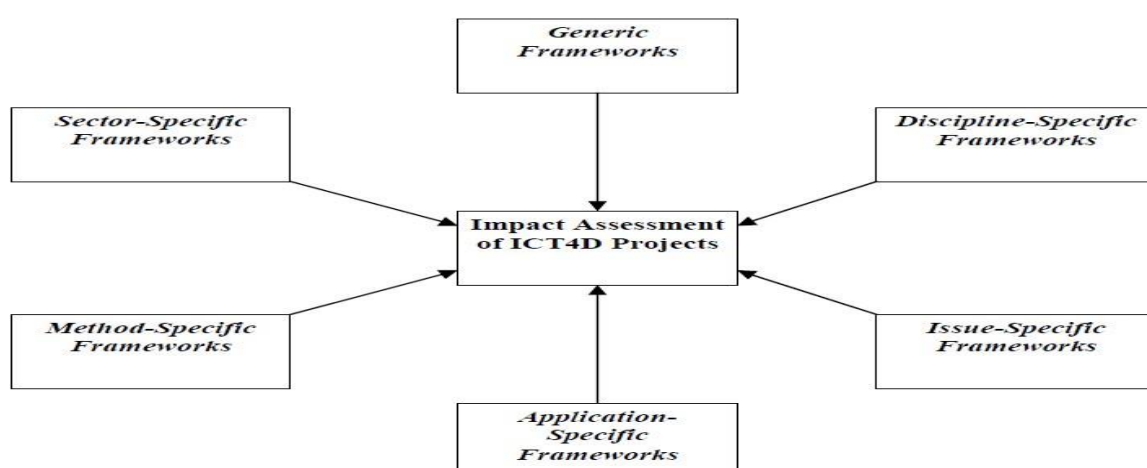 Generic
Frameworks
Sector-Specific
Frameworks
Discipline-Specific
Frameworks
Impact Assessment
of ICT4D Projects
Method-Specific
Frameworks
Issue-Specific
Frameworks
Application-
Specific
Frameworks